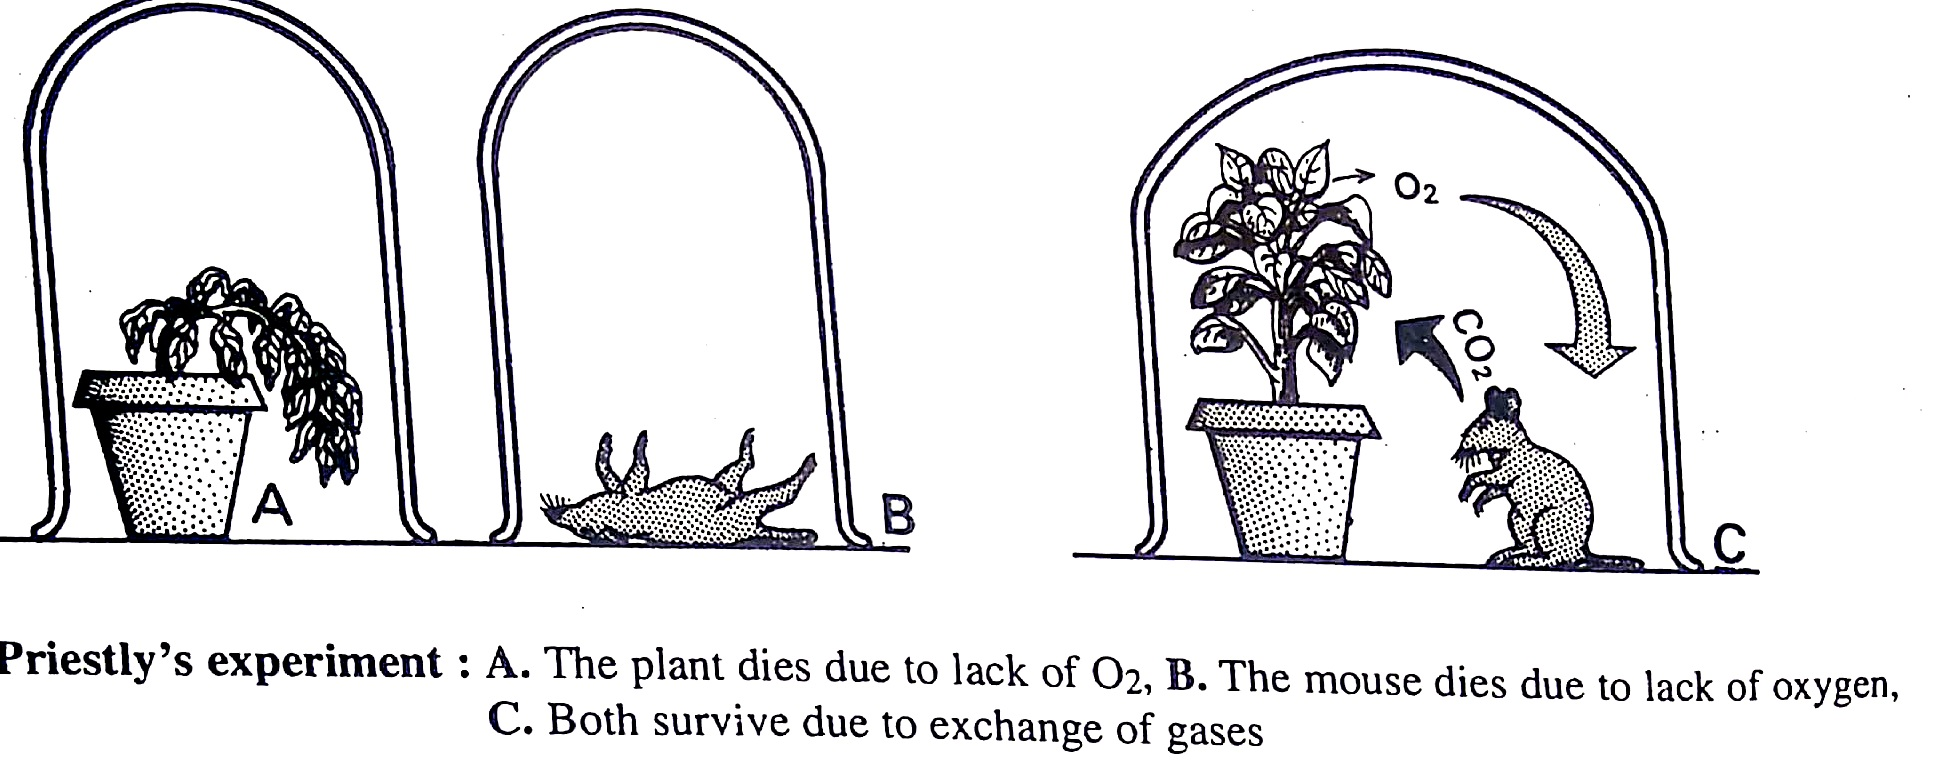 O2
CO2
A
B
C
Priestly's experiment : A. The plant dies due to lack of O2, B. The mouse dies due to lack of oxygen,
C. Both survive due to exchange of gases